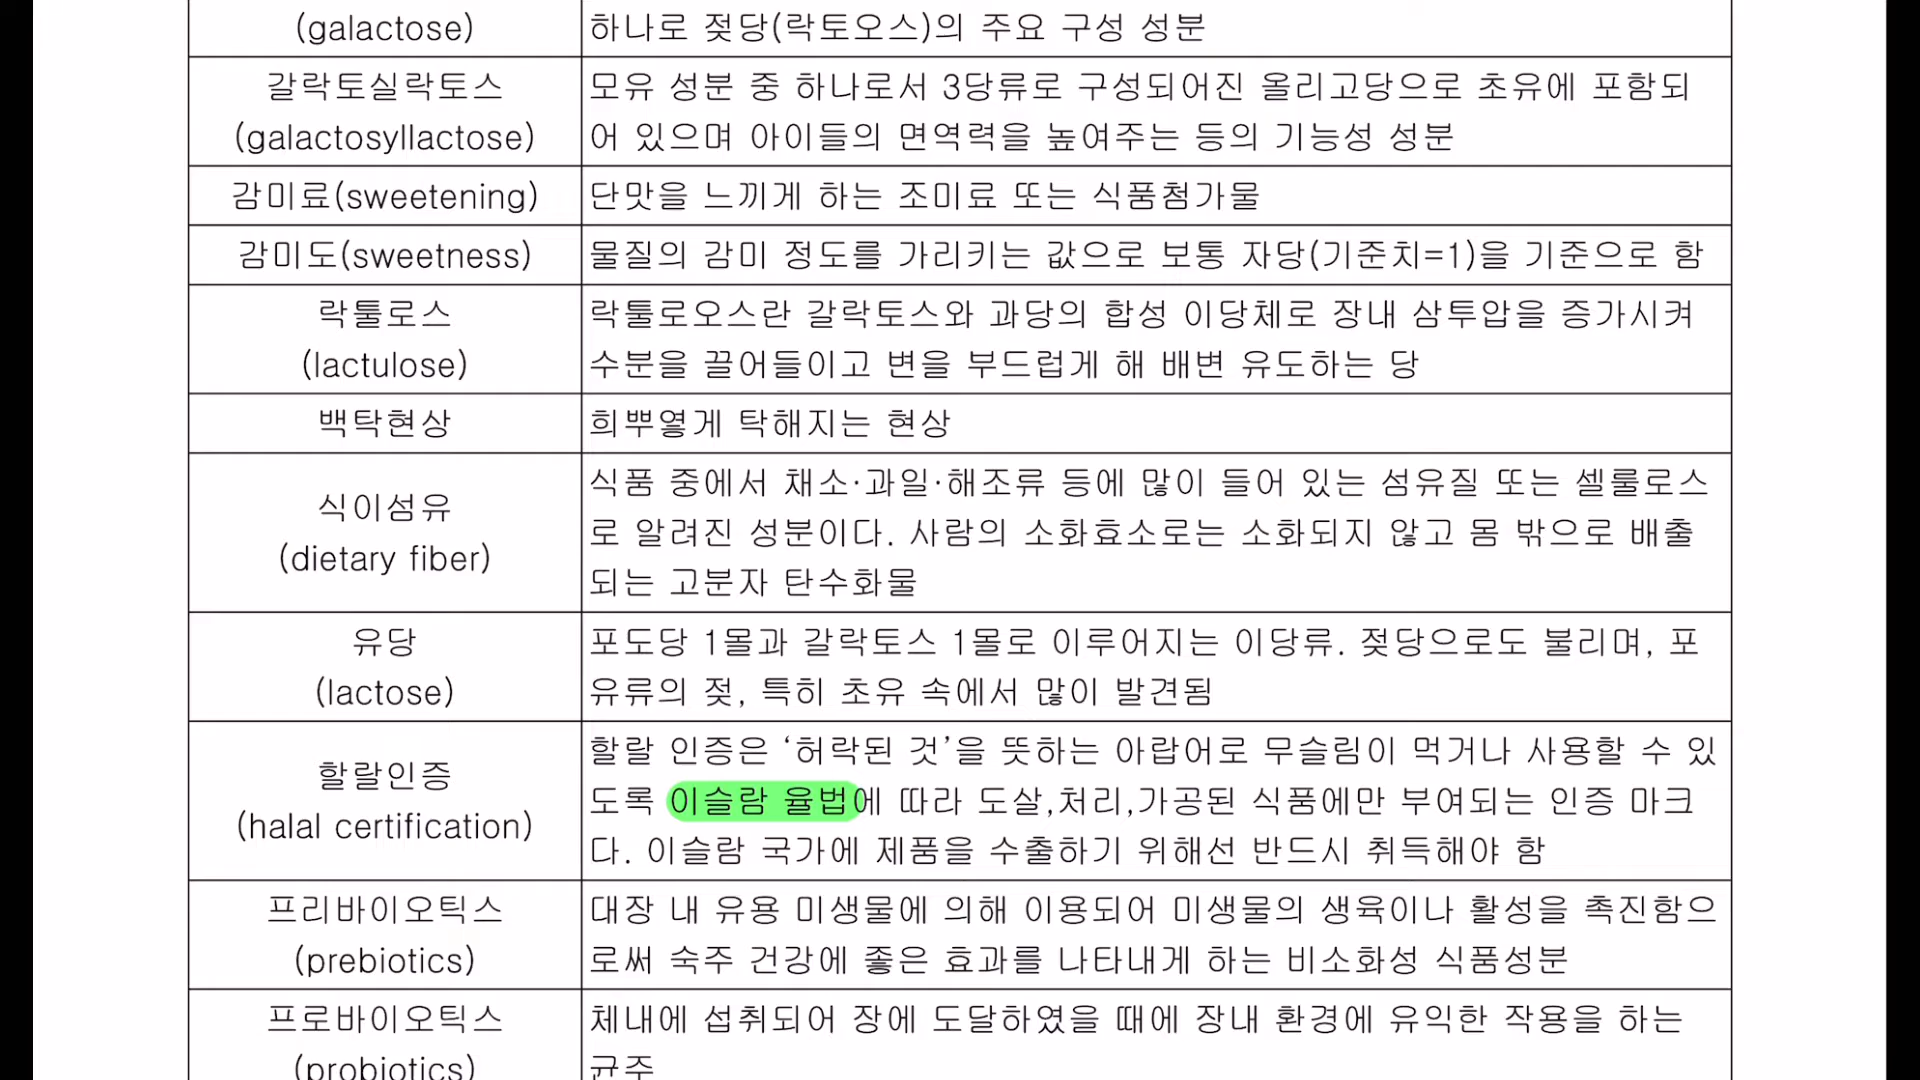 (galactose)
하나로 젖당(락토오스)의 주요 구성 성분
갈락토실락토스
(galactosyllactose)
모유 성분 중 하나로서 3당류로 구성되어진 올리고당으로 초유에 포함되
어 있으며 아이들의 면역력을 높여주는 등의 기능성 성분
감미료(sweetening)
단맛을 느끼게 하는 조미료 또는 식품첨가물
감미도(sweetness)
물질의 감미 정도를 가리키는 값으로 보통 자당(기준치=1)을 기준으로 함
락툴로스
(lactulose)
락툴로오스란 갈락토스와 과당의 합성 이당체로 장내 삼투압을 증가시켜
수분을 끌어들이고 변을 부드럽게 해 배변 유도하는 당
백탁현상
희뿌옇게 탁해지는 현상
식이섬유
(dietary fiber)
식품 중에서 채소·과일·해조류 등에 많이 들어 있는 섬유질 또는 셀룰로스
로 알려진 성분이다. 사람의 소화효소로는 소화되지 않고 몸 밖으로 배출
되는 고분자 탄수화물
유당
(lactose)
포도당 1몰과 갈락토스 1몰로 이루어지는 이당류. 젖당으로도 불리며, 포
유류의 젖, 특히 초유 속에서 많이 발견됨
할랄인증
(halal certification)
할랄 인증은 ‘허락된 것’을 뜻하는 아랍어로 무슬림이 먹거나 사용할 수 있
도록 이슬람 율법에 따라 도살,처리,가공된 식품에만 부여되는 인증 마크
다. 이슬람 국가에 제품을 수출하기 위해선 반드시 취득해야 함
프리바이오틱스
(prebiotics)
대장 내 유용 미생물에 의해 이용되어 미생물의 생육이나 활성을 촉진함으
로써 숙주 건강에 좋은 효과를 나타내게 하는 비소화성 식품성분
프로바이오틱스
(probiotics)
체내에 섭취되어 장에 도달하였을 때에 장내 환경에 유익한 작용을 하는
균주